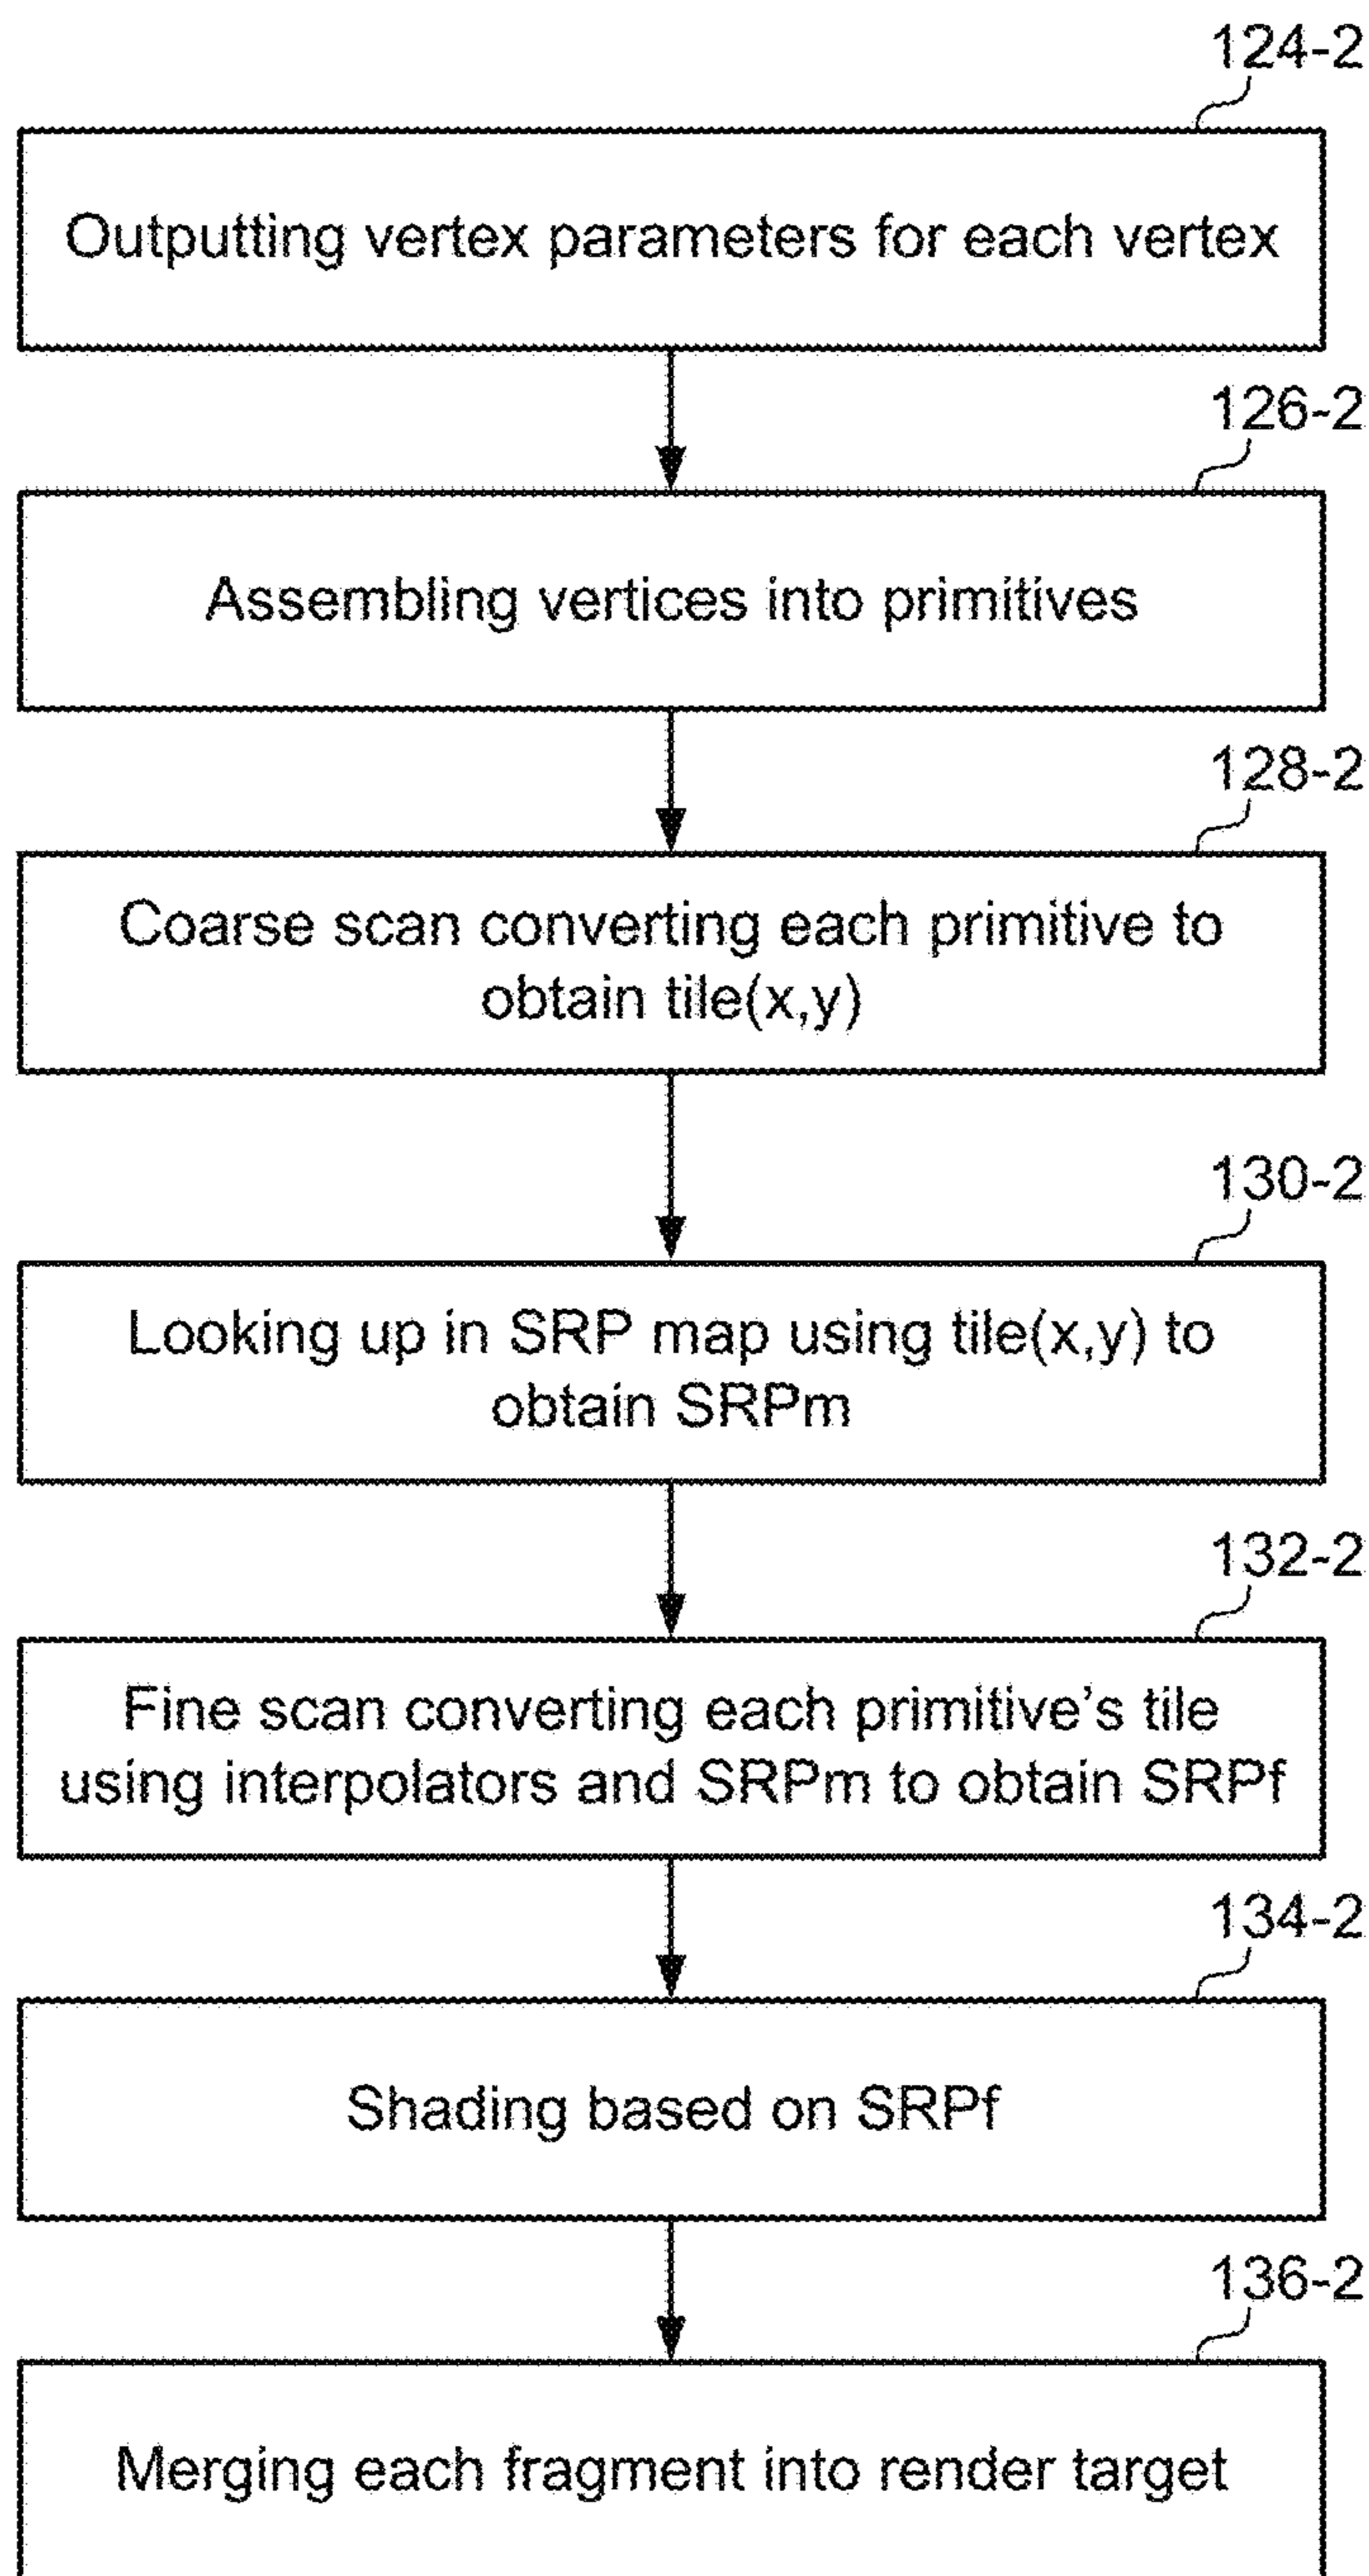 124-2
Outputting vertex parameters for each vertex
126-2
Assembling vertices into primitives
128-2
Coarse scan converting each primitive to
obtain tile(x,y)
130-2
Looking up in SRP map using tile(x,y) to
obtain SRPm
132-2
Fine scan converting each primitive's tile
using interpolators and SRPm to obtain SRPf
134-2
Shading based on SRPf
136-2
Merging each fragment into render target